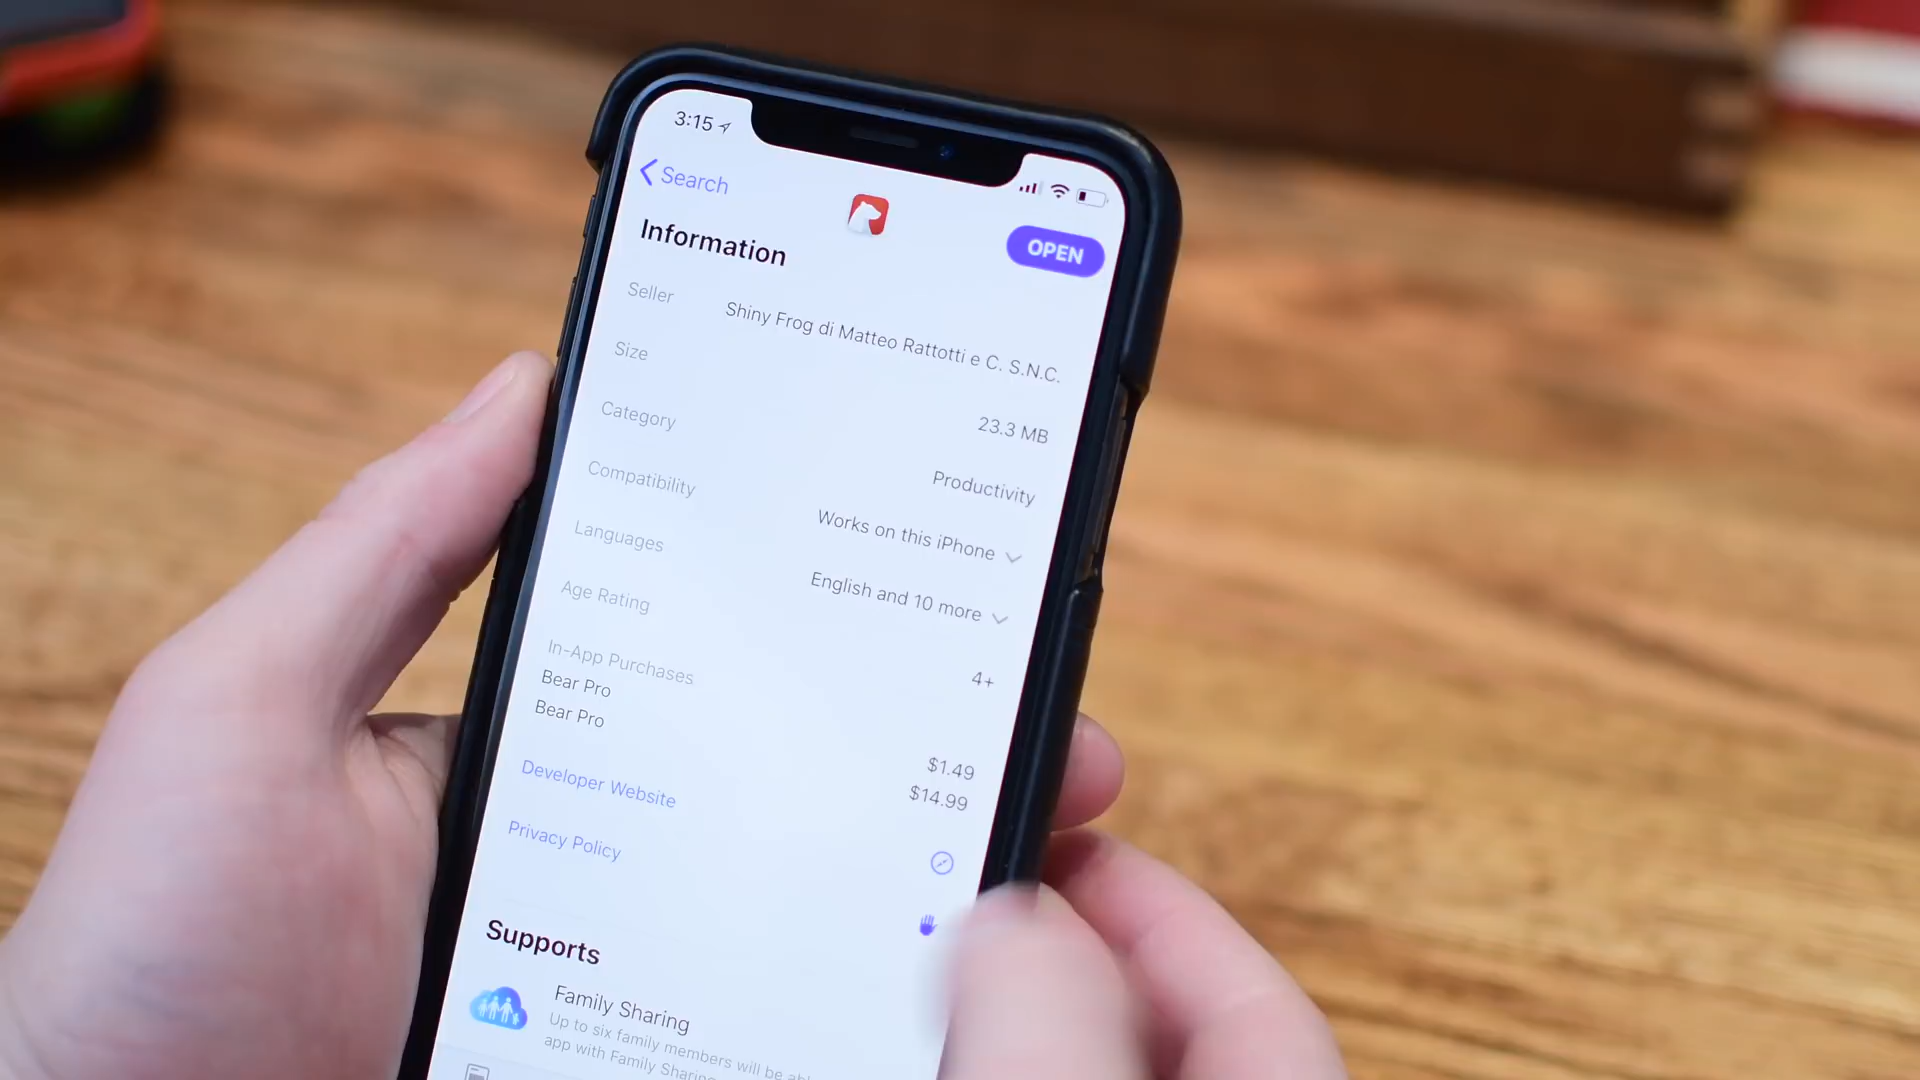 3:15
Search
OPEN
Information
Seller Shiny Frog di Matteo Rattotti e C. S.N.C.
Size 23.3 MB
Category Productivity
Compatibility Works on this iPhone
Languages English and 10 more
Age Rating 4+
In-App Purchases
Bear Pro $1.49
Bear Pro $14.99
Developer Website
Privacy Policy
Supports
Family Sharing
Up to six family members will be
app with Family Sharing